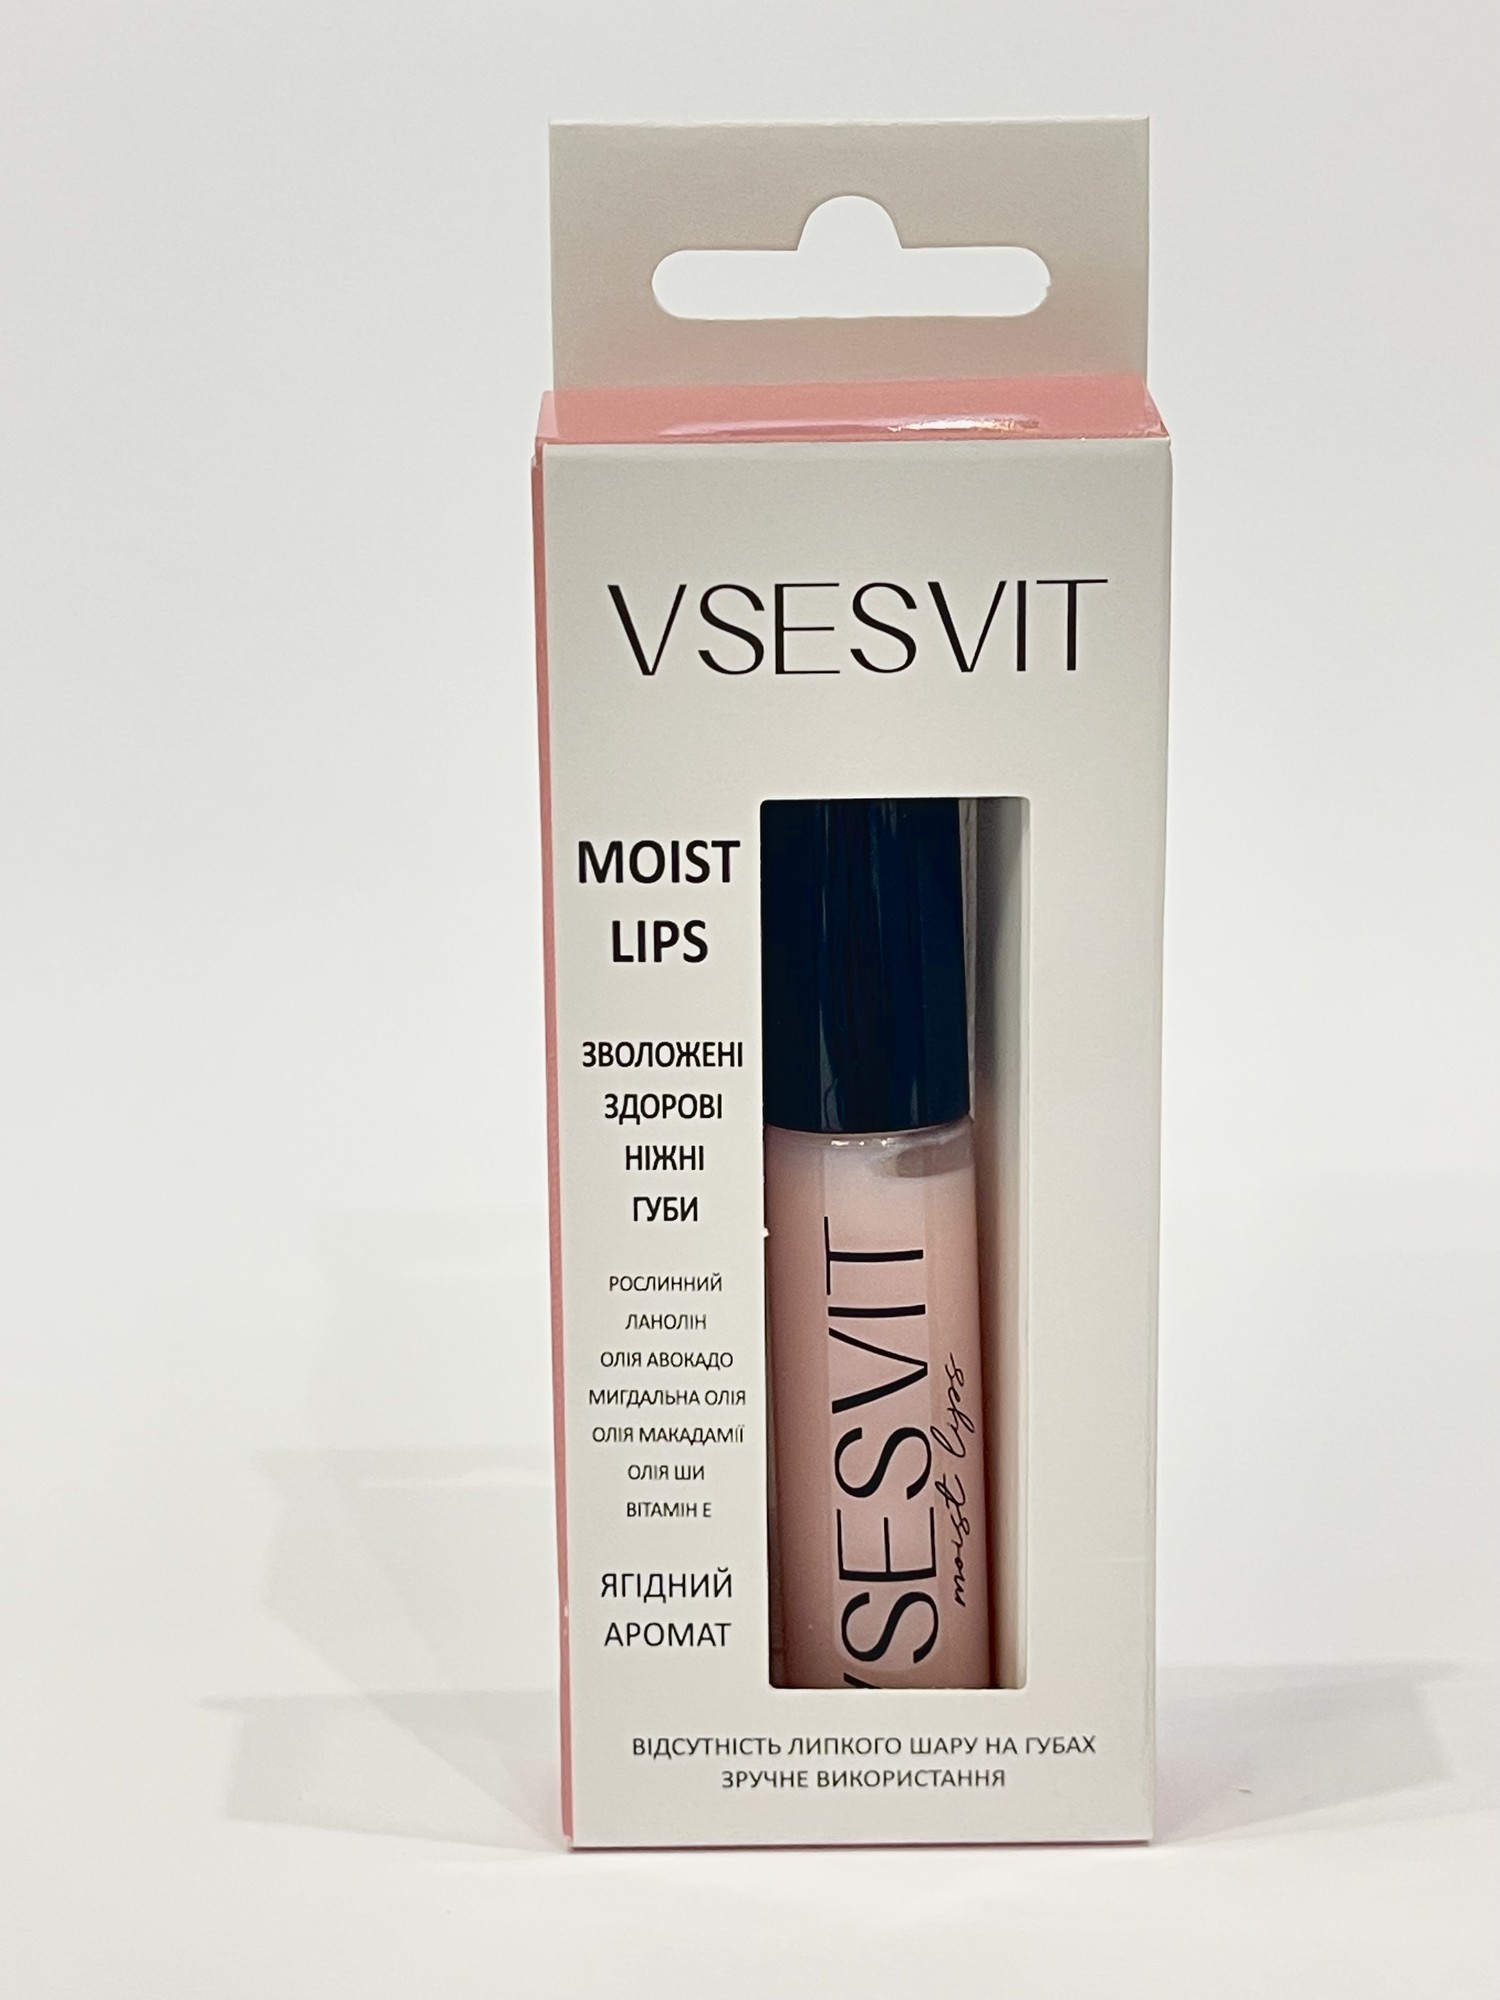 VSESVIT
MOIST
LIPS
ЗВОЛОЖЕНІ
ЗДОРОВІ
НІЖНІ
ГУБИ
РОСЛИННИЙ
ЛАНОЛІН
ОЛІЯ АВОКАДО
МИГДАЛЬНА ОЛІЯ
ОЛІЯ МАКАДАМІЇ
ОЛІЯ ШИ
ВІТАМІН Е
ЯГІДНИЙ
АРОМАТ
VSESVIT
moist lips
ВІДСУТНІСТЬ ЛИПКОГО ШАРУ НА ГУБАХ
ЗРУЧНЕ ВИКОРИСТАННЯ